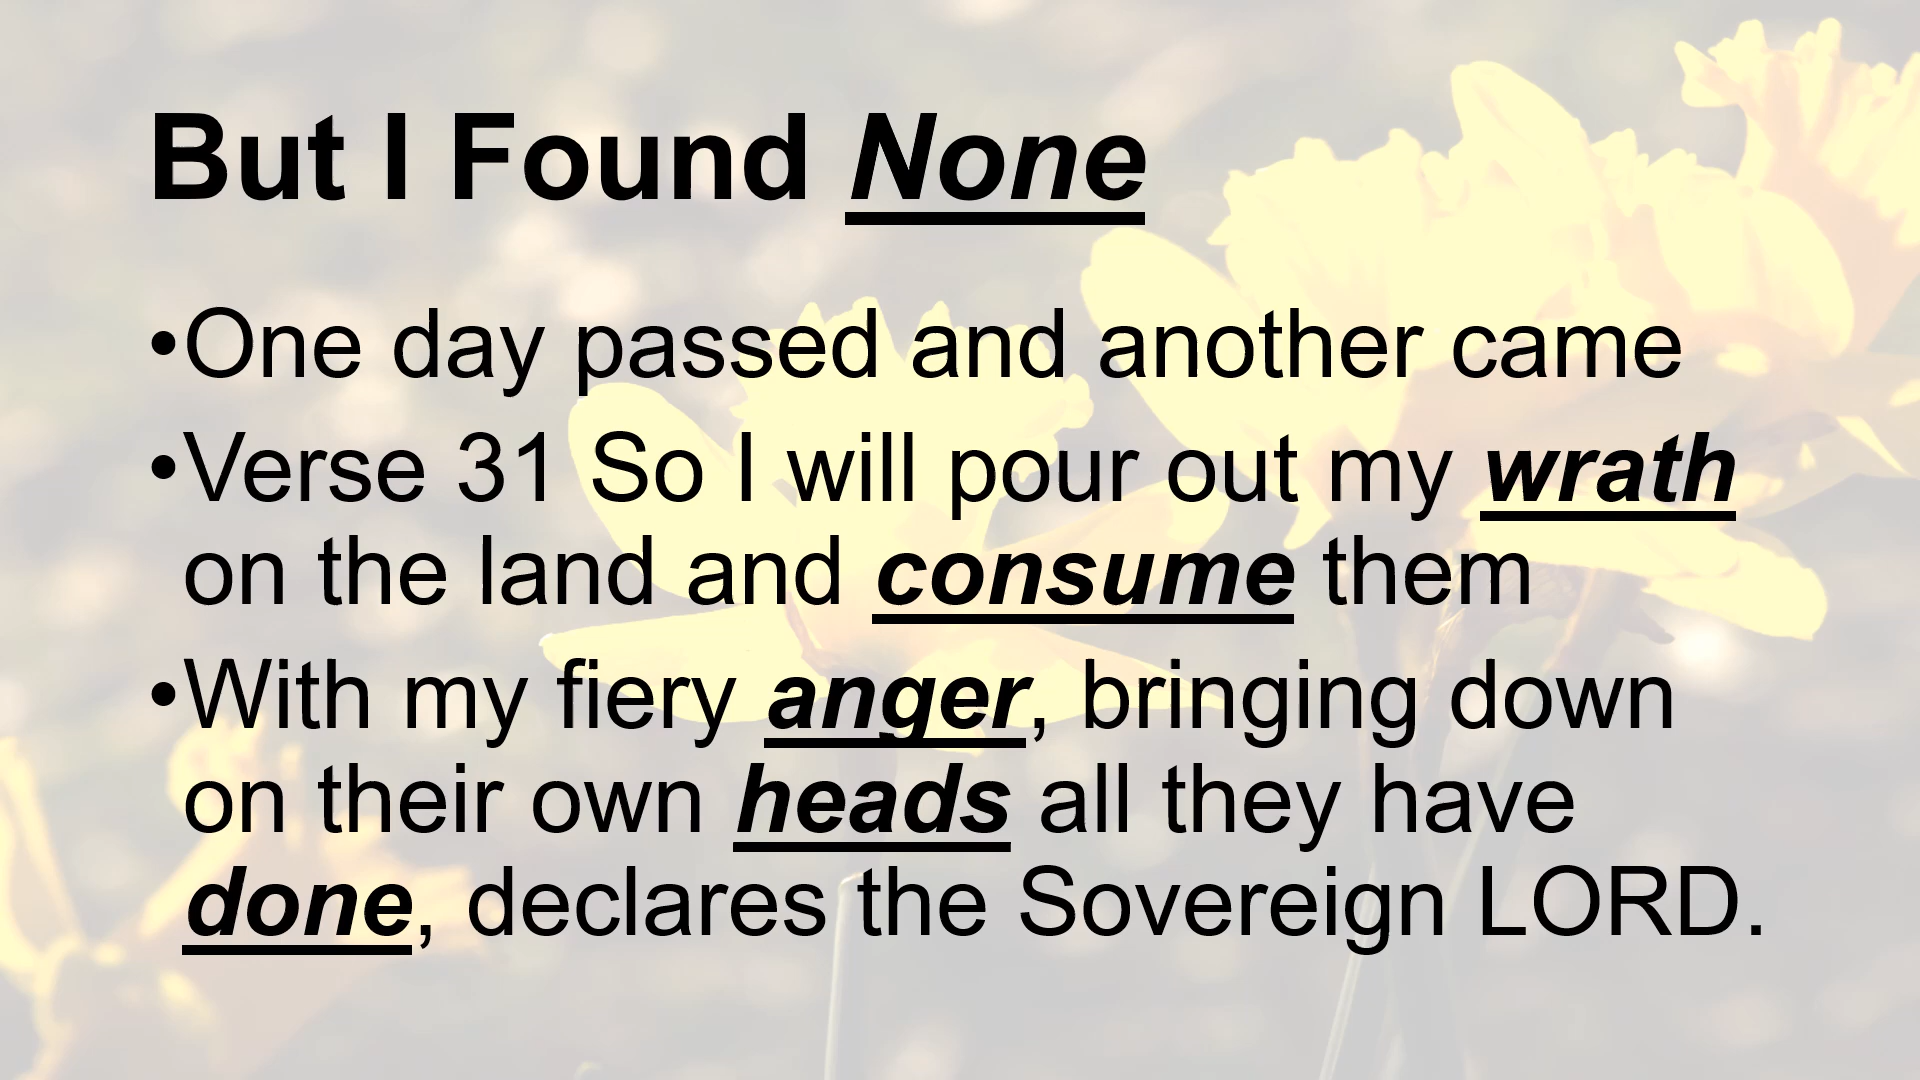 But I Found None
•One day passed and another came
•Verse 31 So I will pour out my wrath
on the land and consume them
•With my fiery anger, bringing down
on their own heads all they have
done, declares the Sovereign LORD.